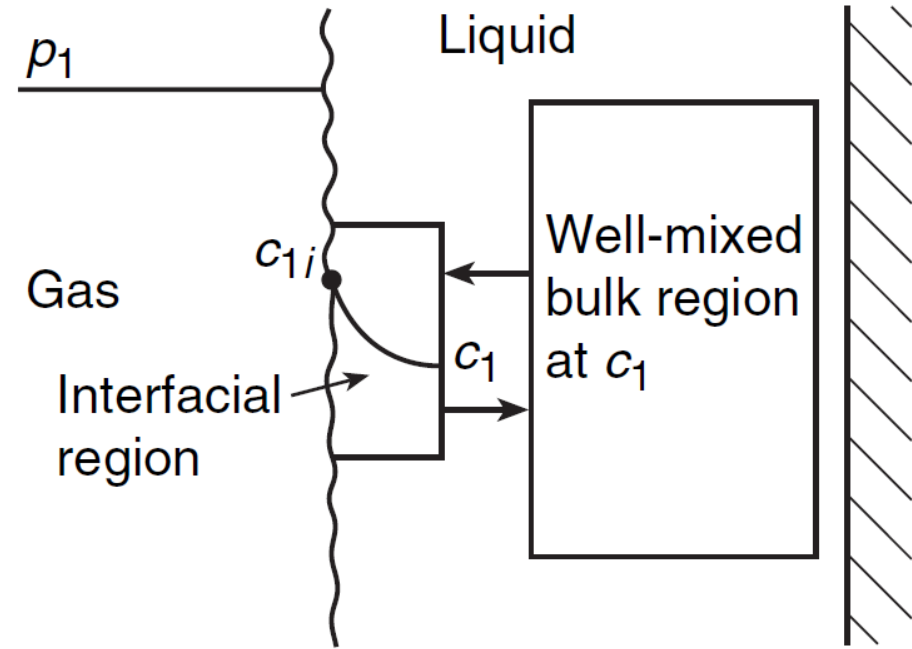 Liquid
p1
Gas
c1i
c1
Interfacial
region
Well-mixed
bulk region
at c1